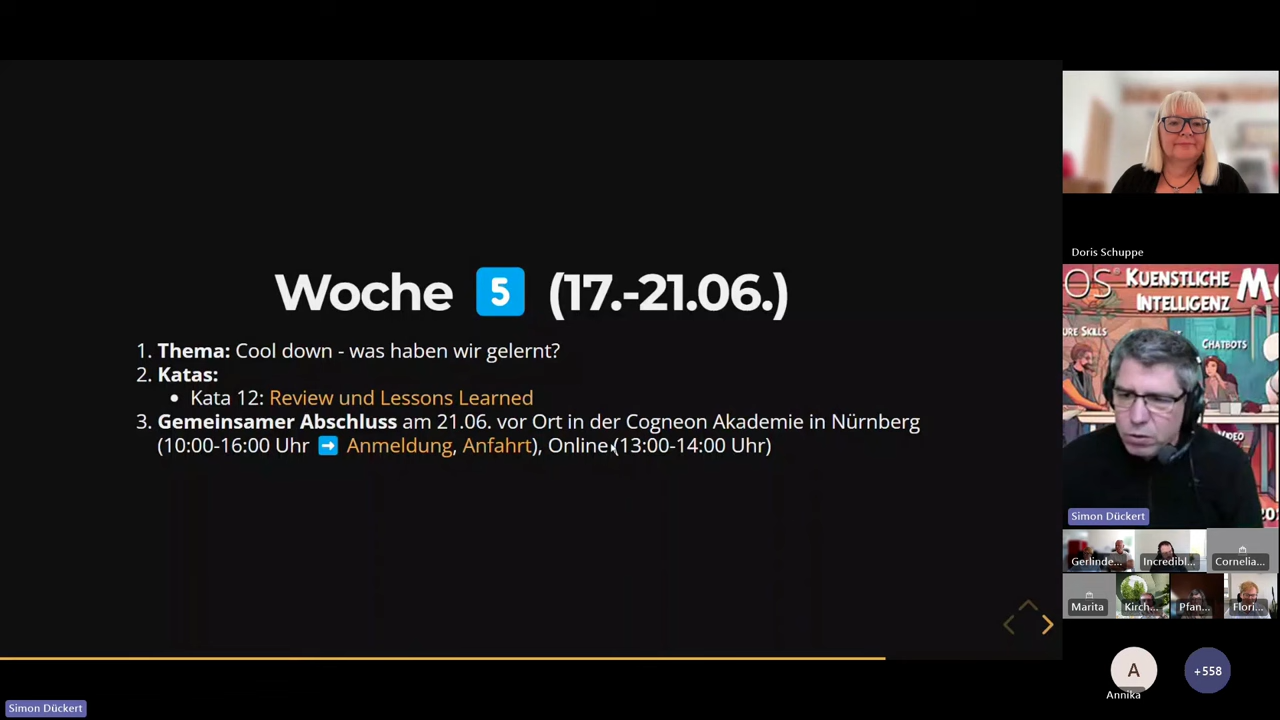 Woche 5 (17.-21.06.)
1. Thema: Cool down - was haben wir gelernt?
2. Katas:
• Kata 12: Review und Lessons Learned
3. Gemeinsamer Abschluss am 21.06. vor Ort in der Cogneon Akademie in Nürnberg
(10:00-16:00 Uhr ➡ Anmeldung, Anfahrt), Online (13:00-14:00 Uhr)
Doris Schuppe
KUENSTLICHE
INTELLIGENZ
CHATBOTS
Simon Dückert
Gerlinde...
Incredibl...
Cornelia...
Marita
Kirch...
Pfan...
Flori...
A
Annika
+558
Simon Dückert